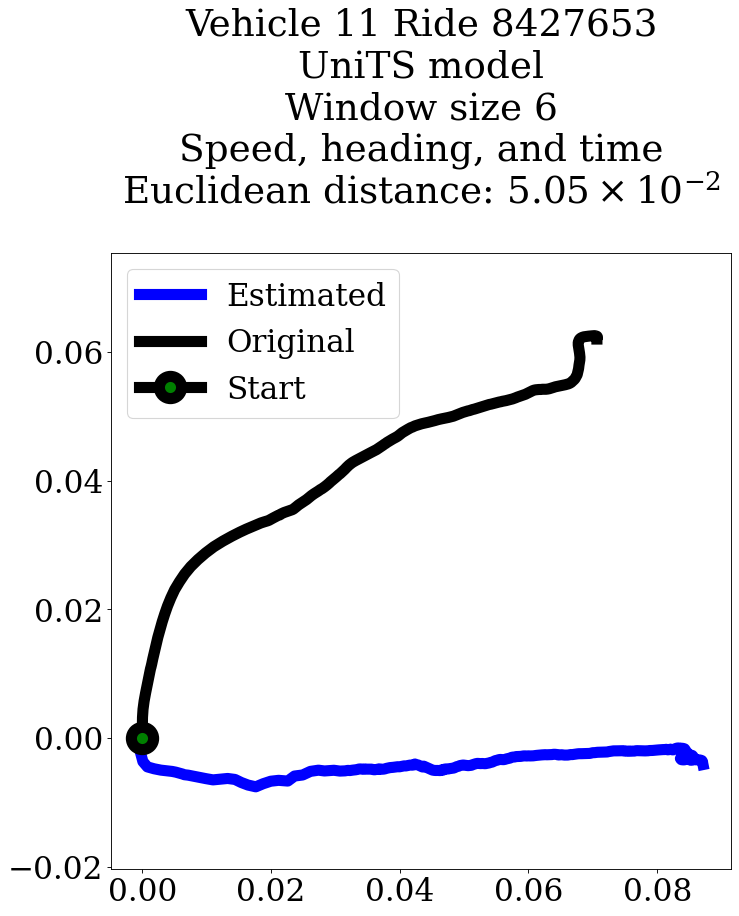 Vehicle 11 Ride 8427653
UniTS model
Window size 6
Speed, heading, and time
Euclidean distance: 5.05 × 10⁻²
Estimated
Original
Start
0.06
0.04
0.02
0.00
−0.02
0.00 0.02 0.04 0.06 0.08